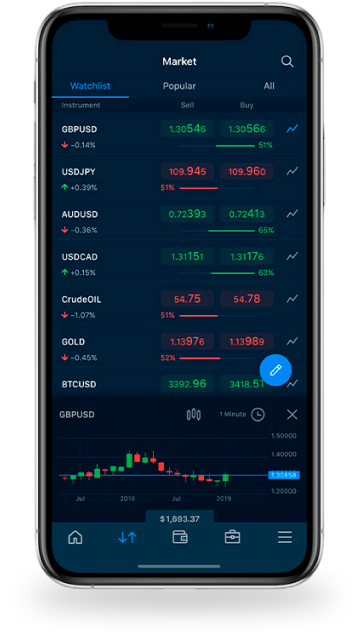 Market
Watchlist Popular All
Instrument Sell Buy
GBPUSD 1.30546 1.30566
-0.14% 51%
USDJPY 109.945 109.960
+0.39% 51%
AUDUSD 0.72393 0.72413
-0.36% 65%
USDCAD 1.31151 1.31176
+0.15% 63%
CrudeOIL 54.75 54.78
-1.07% 51%
GOLD 1.13976 1.13989
-0.45% 52%
BTCUSD 3392.96 3418.51
GBPUSD 1 Minute
1.50000
1.40000
1.30556
1.20000
Jul 2018 Jul 2019
$1,693.37